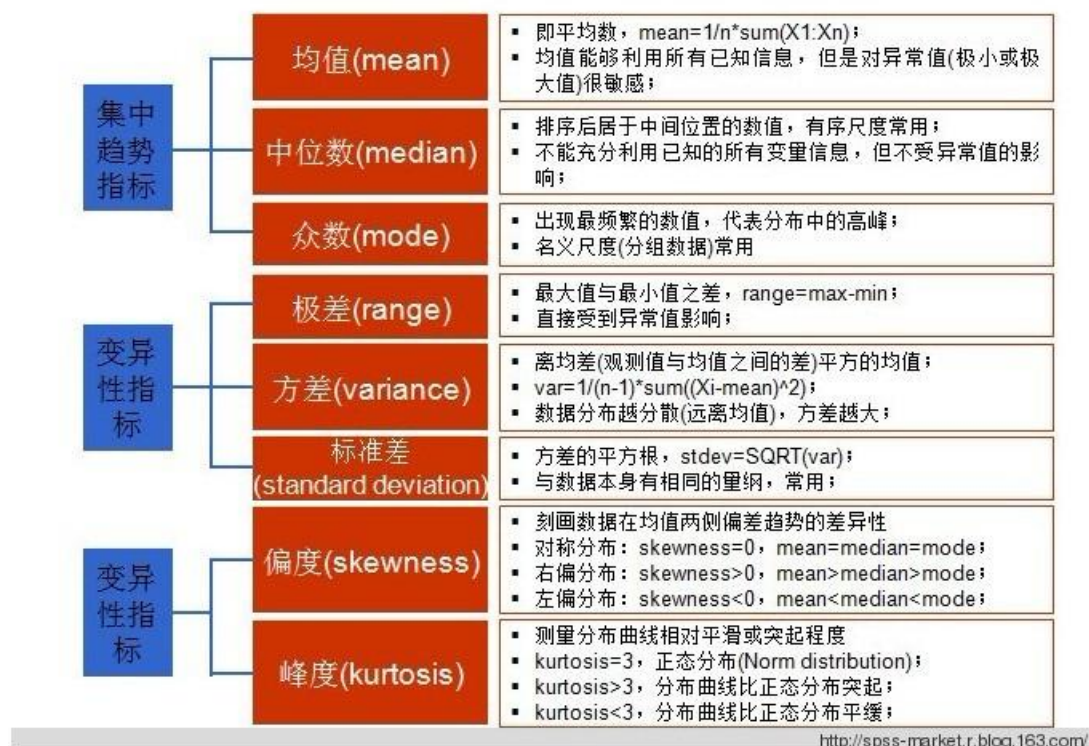 集中
趋势
指标
均值(mean)
▪ 即平均数，mean=1/n*sum(X1:Xn)；
▪ 均值能够利用所有已知信息，但是对异常值(极小或极
大值)很敏感；
中位数(median)
▪ 排序后居于中间位置的数值，有序尺度常用；
▪ 不能充分利用已知的所有变量信息，但不受异常值的影
响；
众数(mode)
▪ 出现最频繁的数值，代表分布中的高峰；
▪ 名义尺度(分组数据)常用
变异
性指
标
极差(range)
▪ 最大值与最小值之差，range=max-min；
▪ 直接受到异常值影响；
方差(variance)
▪ 离均差(观测值与均值之间的差)平方的均值；
▪ var=1/(n-1)*sum((Xi-mean)^2)；
▪ 数据分布越分散(远离均值)，方差越大；
标准差
(standard deviation)
▪ 方差的平方根，stdev=SQRT(var)；
▪ 与数据本身有相同的量纲，常用；
变异
性指
标
偏度(skewness)
▪ 刻画数据在均值两侧偏差趋势的差异性
▪ 对称分布：skewness=0，mean=median=mode；
▪ 右偏分布：skewness>0，mean>median>mode；
▪ 左偏分布：skewness<0，mean<median<mode；
峰度(kurtosis)
▪ 测量分布曲线相对平滑或突起程度
▪ kurtosis=3，正态分布(Norm distribution)；
▪ kurtosis>3，分布曲线比正态分布突起；
▪ kurtosis<3，分布曲线比正态分布平缓；
http://spss-market.r.blog.163.com/